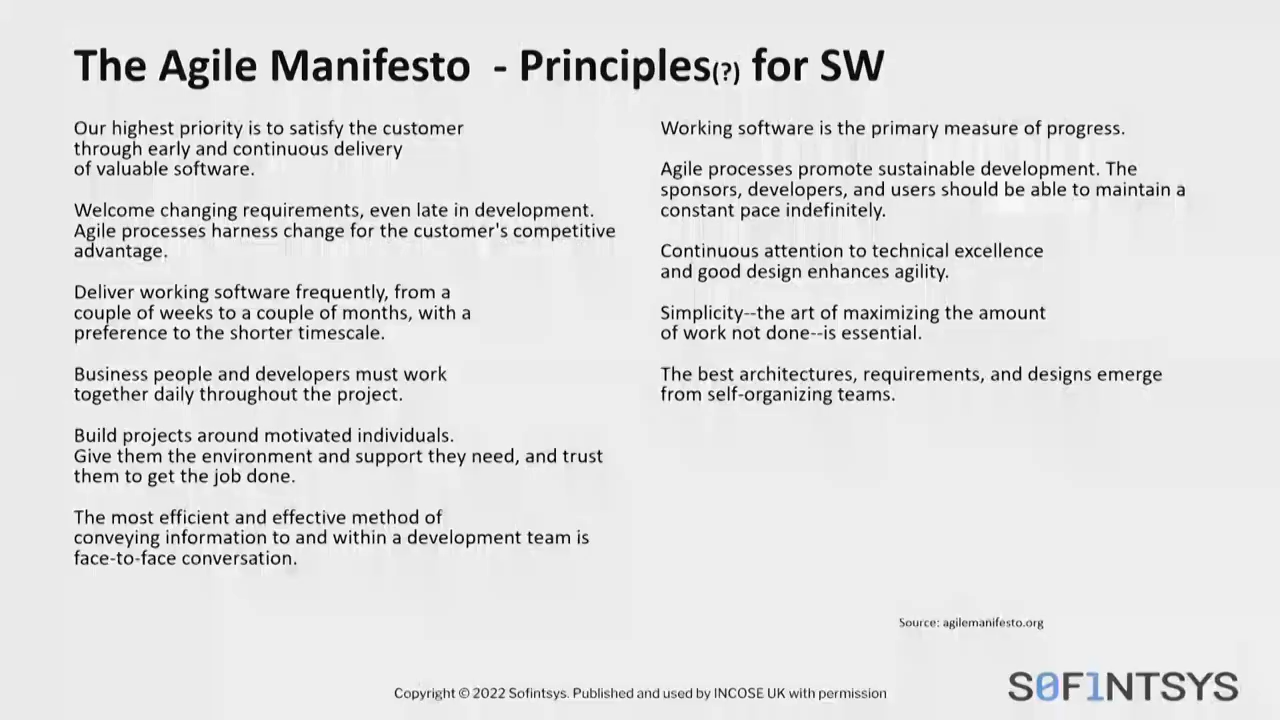 The Agile Manifesto - Principles(?) for SW
Our highest priority is to satisfy the customer
through early and continuous delivery
of valuable software.
Welcome changing requirements, even late in development.
Agile processes harness change for the customer's competitive
advantage.
Deliver working software frequently, from a
couple of weeks to a couple of months, with a
preference to the shorter timescale.
Business people and developers must work
together daily throughout the project.
Build projects around motivated individuals.
Give them the environment and support they need, and trust
them to get the job done.
The most efficient and effective method of
conveying information to and within a development team is
face-to-face conversation.
Working software is the primary measure of progress.
Agile processes promote sustainable development. The
sponsors, developers, and users should be able to maintain a
constant pace indefinitely.
Continuous attention to technical excellence
and good design enhances agility.
Simplicity--the art of maximizing the amount
of work not done--is essential.
The best architectures, requirements, and designs emerge
from self-organizing teams.
Source: agilemanifesto.org
Copyright © 2022 Sofintsys. Published and used by INCOSE UK with permission
S0F1NTSYS